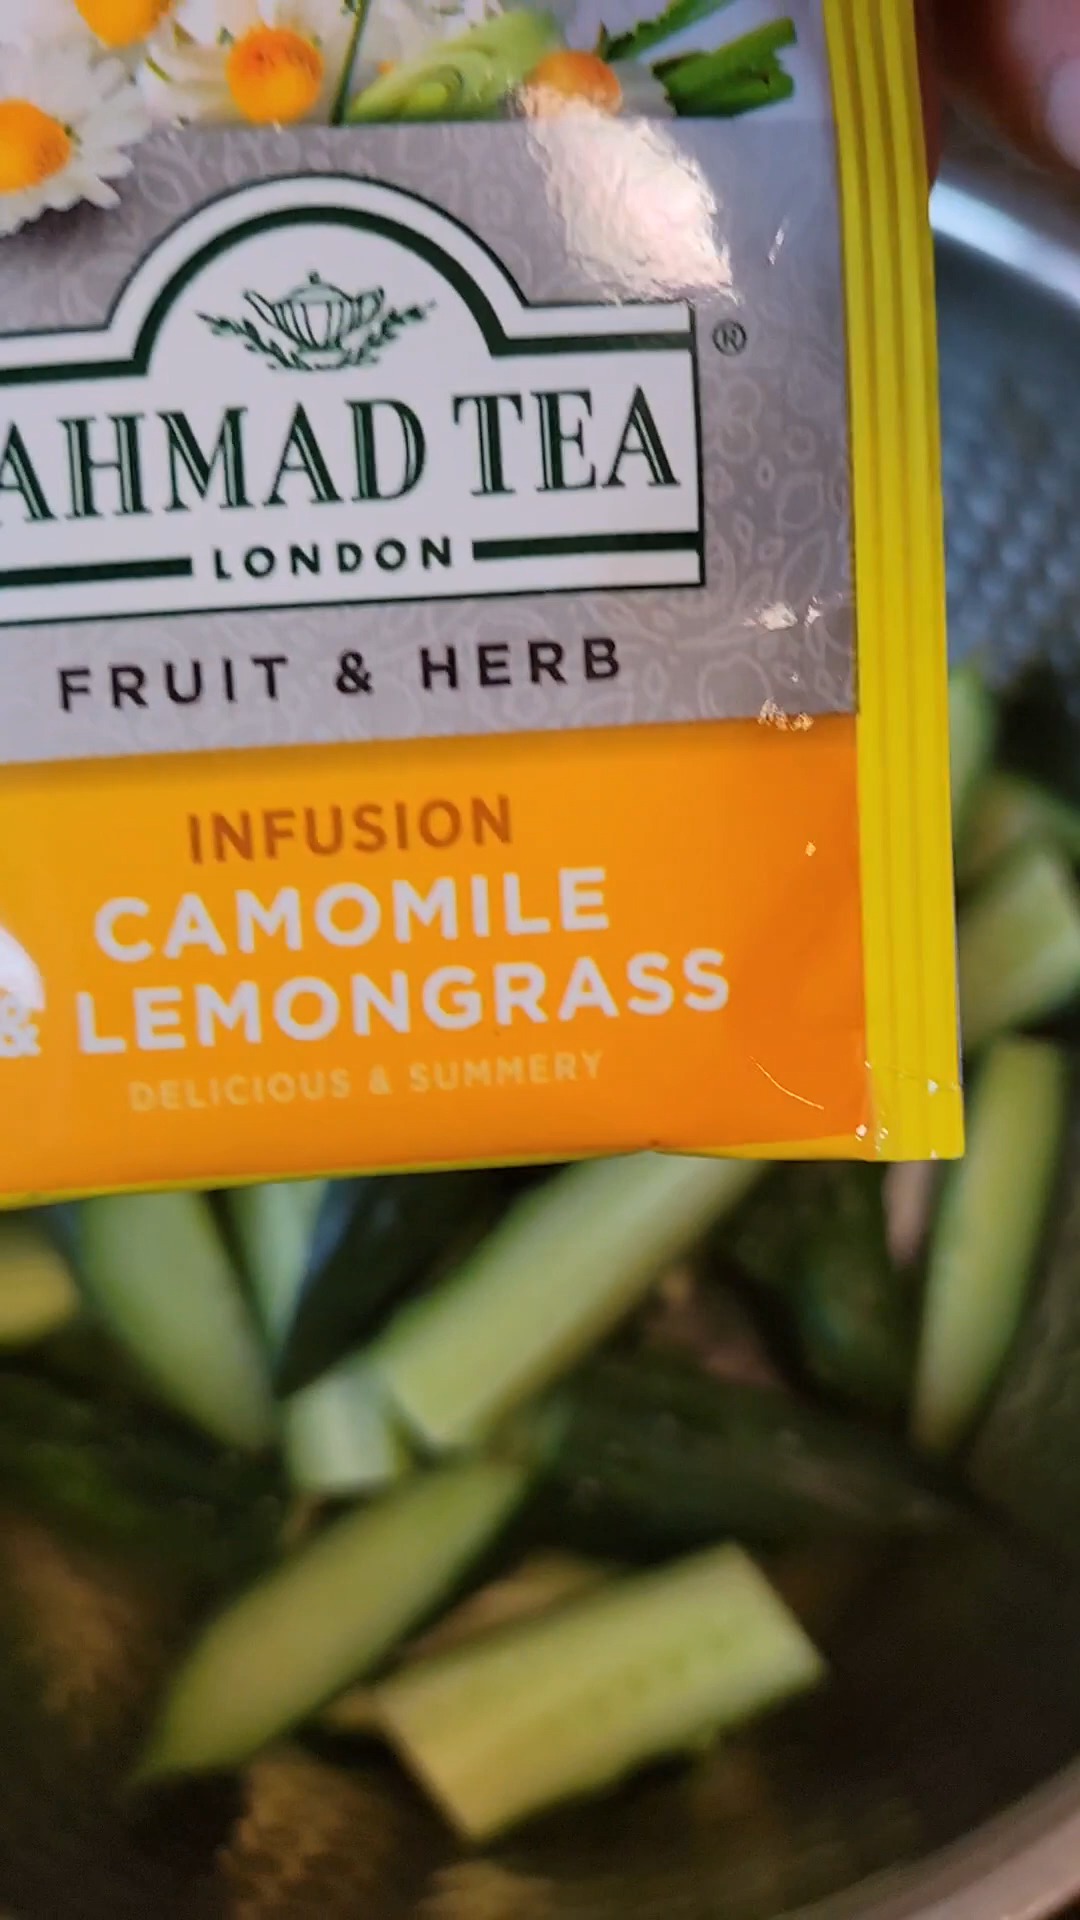 AHMAD TEA
®
LONDON
FRUIT & HERB
INFUSION
CAMOMILE
& LEMONGRASS
DELICIOUS & SUMMERY